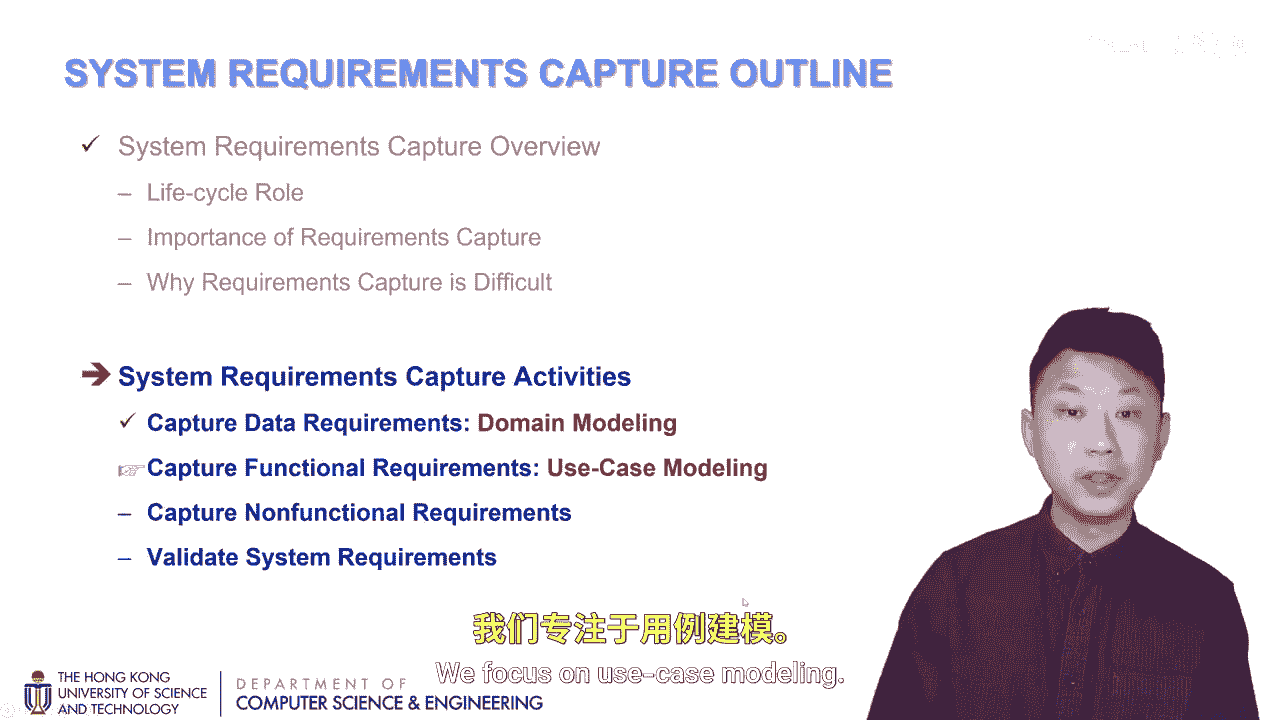 SYSTEM REQUIREMENTS CAPTURE OUTLINE
✓ System Requirements Capture Overview
– Life-cycle Role
– Importance of Requirements Capture
– Why Requirements Capture is Difficult
➔ System Requirements Capture Activities
✓ Capture Data Requirements: Domain Modeling
☞ Capture Functional Requirements: Use-Case Modeling
– Capture Nonfunctional Requirements
– Validate System Requirements
我们专注于用例建模。
We focus on use-case modeling.
THE HONG KONG
UNIVERSITY OF SCIENCE
AND TECHNOLOGY
DEPARTMENT OF
COMPUTER SCIENCE & ENGINEERING